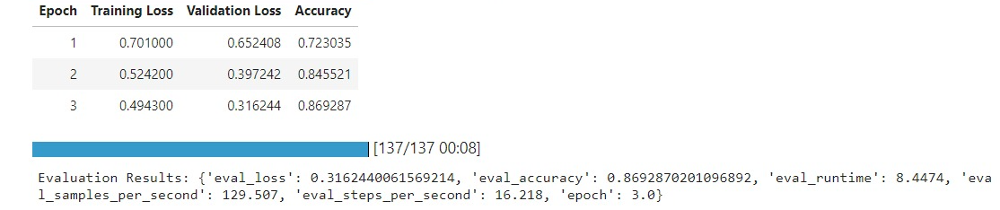 Epoch Training Loss Validation Loss Accuracy
1 0.701000 0.652408 0.723035
2 0.524200 0.397242 0.845521
3 0.494300 0.316244 0.869287
[137/137 00:08]
Evaluation Results: {'eval_loss': 0.3162440061569214, 'eval_accuracy': 0.8692870201096892, 'eval_runtime': 8.4474, 'eva
l_samples_per_second': 129.507, 'eval_steps_per_second': 16.218, 'epoch': 3.0}